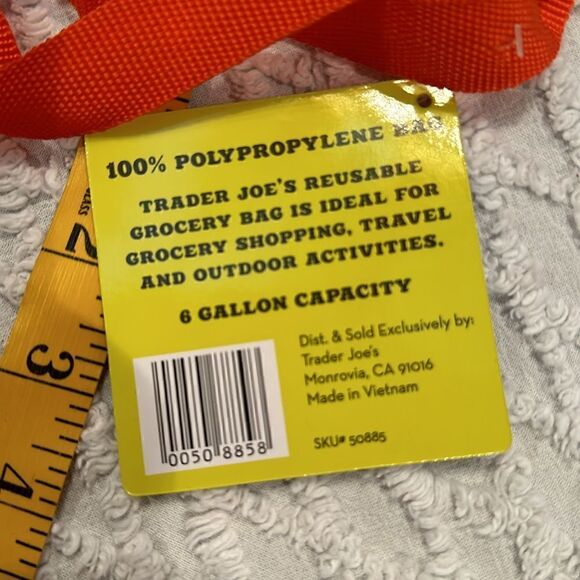 100% POLYPROPYLENE BAG
TRADER JOE'S REUSABLE
GROCERY BAG IS IDEAL FOR
GROCERY SHOPPING, TRAVEL
AND OUTDOOR ACTIVITIES.
6 GALLON CAPACITY
Dist. & Sold Exclusively by:
Trader Joe's
Monrovia, CA 91016
Made in Vietnam
SKU# 50885
0050 8858
2
3
4